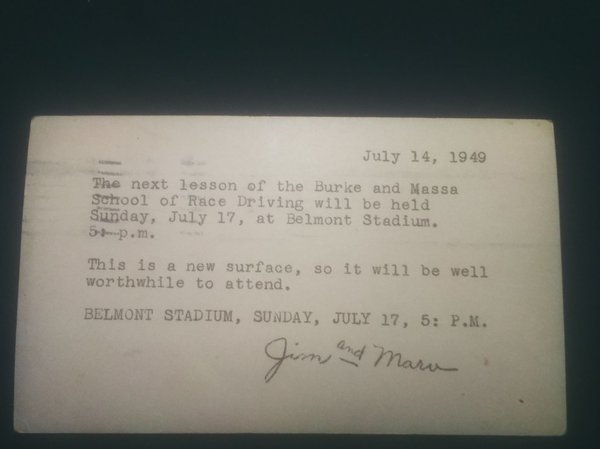 July 14, 1949
The next lesson of the Burke and Massa
School of Race Driving will be held
Sunday, July 17, at Belmont Stadium.
5: p.m.
This is a new surface, so it will be well
worthwhile to attend.
BELMONT STADIUM, SUNDAY, JULY 17, 5: P.M.
Jim and Marv